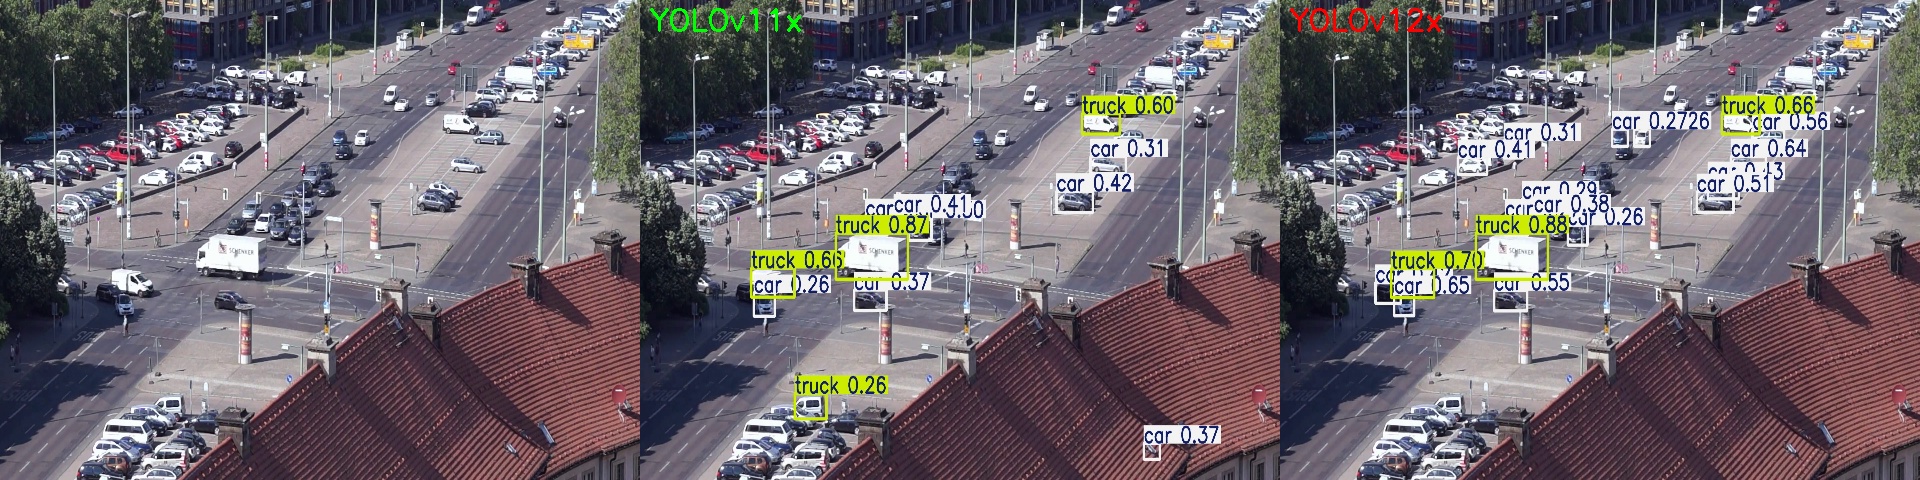 YOLOv11x
YOLOv12x
truck 0.60
car 0.31
car 0.42
car 0.41
truck 0.87
truck 0.66
car 0.26
car 0.37
truck 0.26
car 0.37
SCHENKER
SCHENKER
SCHENKER
truck 0.66
car 0.56
car 0.2726
car 0.31
car 0.41
car 0.64
car 0.51
car 0.29
car 0.38
0.26
truck 0.88
truck 0.70
car 0.65
car 0.55